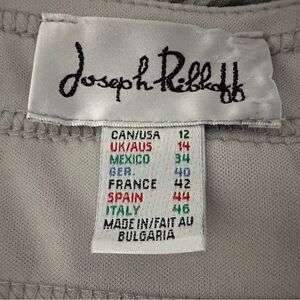 Joseph Ribkoff
CAN/USA 12
UK/AUS 14
MEXICO 34
GER. 40
FRANCE 42
SPAIN 44
ITALY 46
MADE IN/FAIT AU
BULGARIA